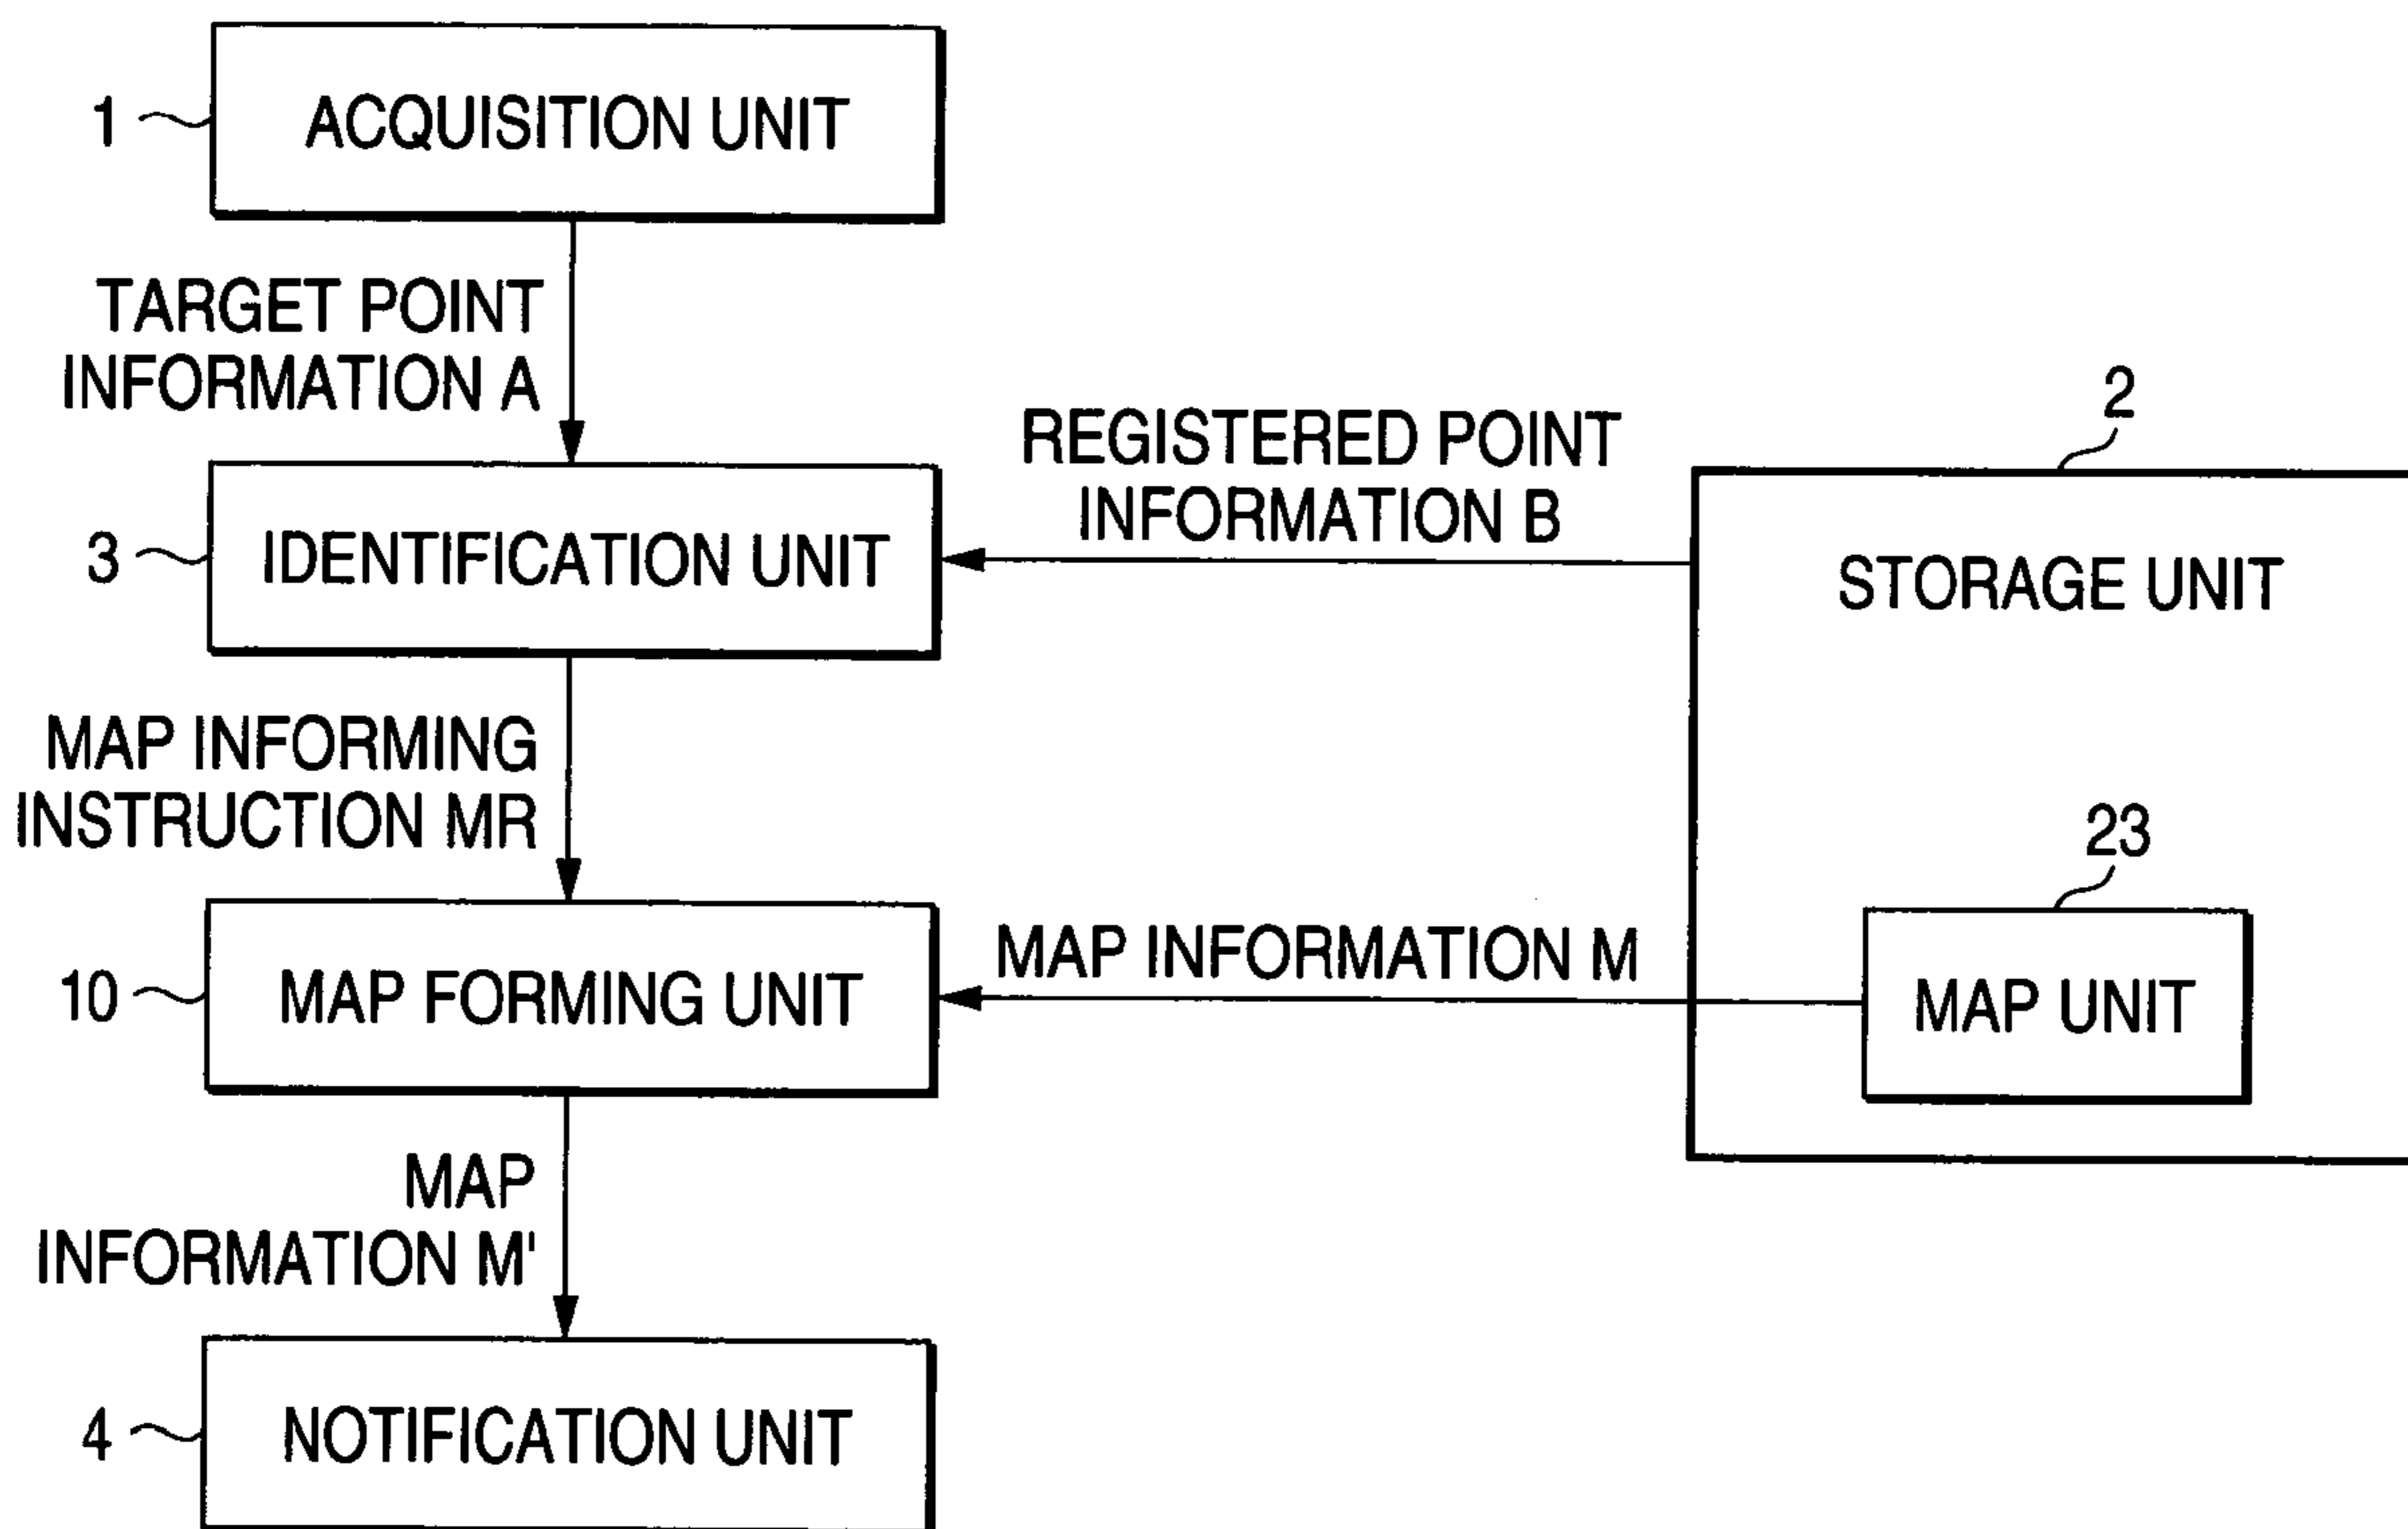 1
ACQUISITION UNIT
TARGET POINT
INFORMATION A
REGISTERED POINT
INFORMATION B
2
3
IDENTIFICATION UNIT
STORAGE UNIT
MAP INFORMING
INSTRUCTION MR
23
MAP INFORMATION M
10
MAP FORMING UNIT
MAP UNIT
MAP
INFORMATION M'
4
NOTIFICATION UNIT